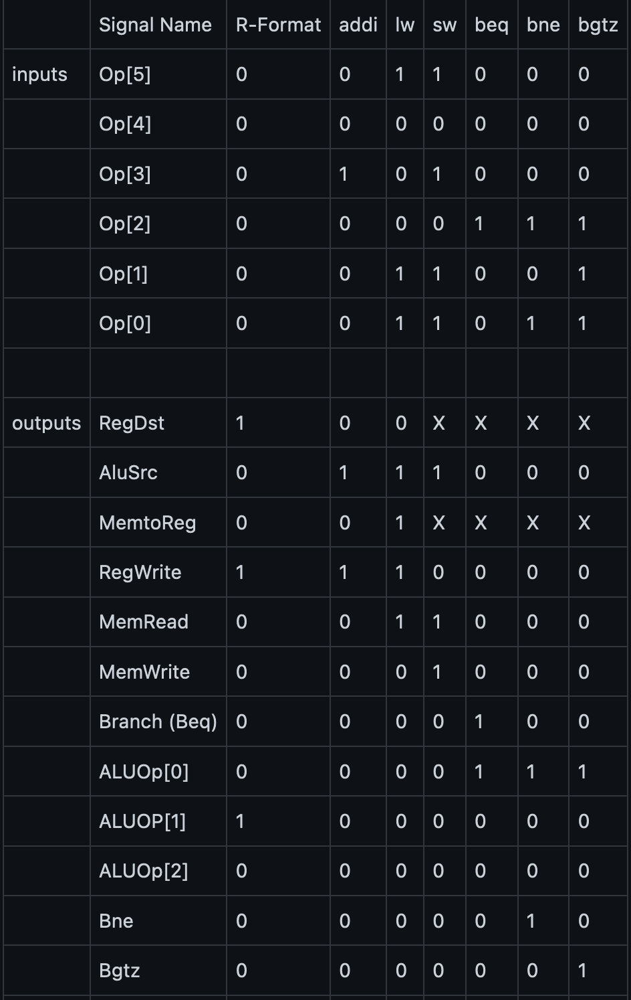 Signal Name R-Format addi lw sw beq bne bgtz
inputs Op[5] 0 0 1 1 0 0 0
Op[4] 0 0 0 0 0 0 0
Op[3] 0 1 0 1 0 0 0
Op[2] 0 0 0 0 1 1 1
Op[1] 0 0 1 1 0 0 1
Op[0] 0 0 1 1 0 1 1
outputs RegDst 1 0 0 X X X X
AluSrc 0 1 1 1 0 0 0
MemtoReg 0 0 1 X X X X
RegWrite 1 1 1 0 0 0 0
MemRead 0 0 1 1 0 0 0
MemWrite 0 0 0 1 0 0 0
Branch (Beq) 0 0 0 0 1 0 0
ALUOp[0] 0 0 0 0 1 1 1
ALUOP[1] 1 0 0 0 0 0 0
ALUOp[2] 0 0 0 0 0 0 0
Bne 0 0 0 0 0 1 0
Bgtz 0 0 0 0 0 0 1